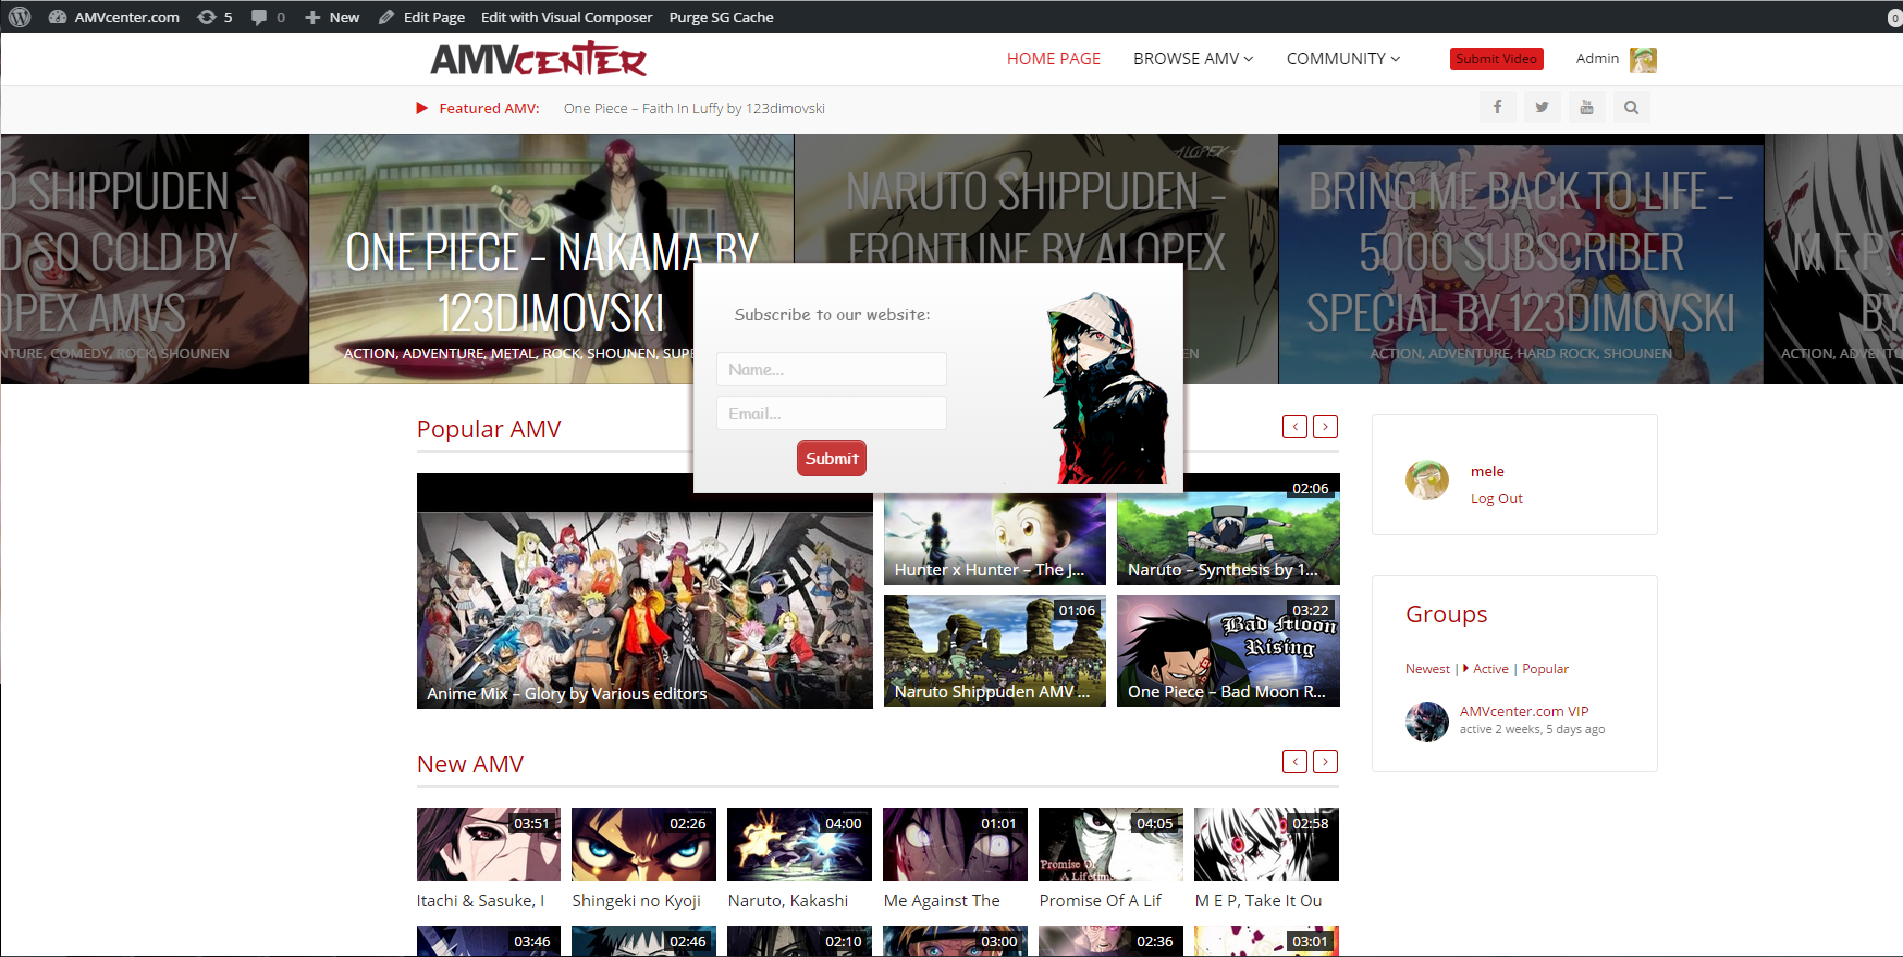 AMVcenter.com 5 0 New Edit Page Edit with Visual Composer Purge SG Cache 0
AMVCENTER
HOME PAGE BROWSE AMV COMMUNITY Submit Video Admin
Featured AMV: One Piece – Faith In Luffy by 123dimovski
SHIPPUDEN –
D SO COLD BY
OPEX AMVS
NTURE, COMEDY, ROCK, SHOUNEN
ONE PIECE – NAKAMA BY
123DIMOVSKI
ACTION, ADVENTURE, METAL, ROCK, SHOUNEN, SUPE
ALOPEX
NARUTO SHIPPUDEN –
FRONTLINE BY ALOPEX
EN
BRING ME BACK TO LIFE –
5000 SUBSCRIBER
SPECIAL BY 123DIMOVSKI
ACTION, ADVENTURE, HARD ROCK, SHOUNEN
M E P,
BY
ACTION, ADVENTU
Subscribe to our website:
Name...
Email...
Submit
Popular AMV
Anime Mix – Glory by Various editors
Hunter x Hunter – The J...
02:06
Naruto – Synthesis by 1...
01:06
Naruto Shippuden AMV ...
03:22
Bad Moon
Rising
One Piece – Bad Moon R...
mele
Log Out
Groups
Newest | Active | Popular
AMVcenter.com VIP
active 2 weeks, 5 days ago
New AMV
03:51
Itachi & Sasuke, I
02:26
Shingeki no Kyoji
04:00
Naruto, Kakashi
01:01
Me Against The
04:05
Promise Of
A Lifetime
Promise Of A Lif
02:58
M E P, Take It Ou
03:46
02:46
02:10
03:00
02:36
03:01